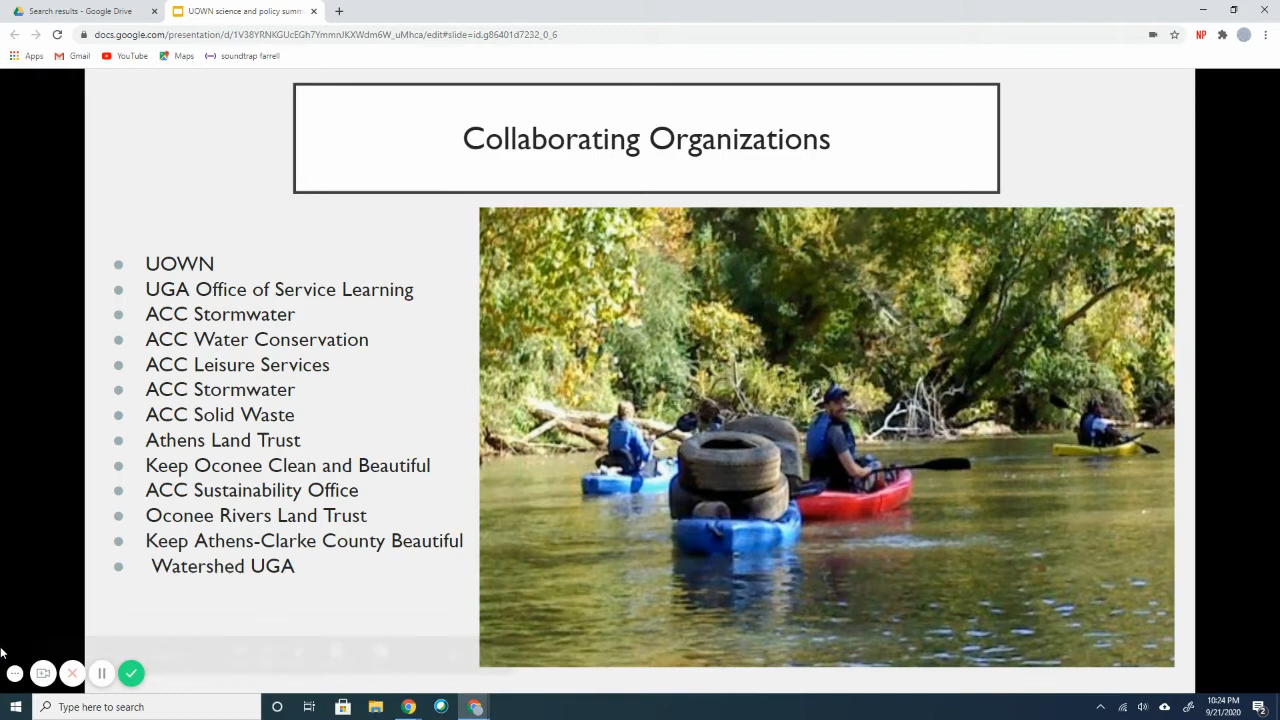 Search results - Google Drive
UOWN science and policy summ
docs.google.com/presentation/d/1V38YRNKGUcEGh7YmmnJKXWdm6W_uMhca/edit#slide=id.g86401d7232_0_6
NP
Apps
Gmail
YouTube
Maps
soundtrap farrell
Collaborating Organizations
UOWN
UGA Office of Service Learning
ACC Stormwater
ACC Water Conservation
ACC Leisure Services
ACC Stormwater
ACC Solid Waste
Athens Land Trust
Keep Oconee Clean and Beautiful
ACC Sustainability Office
Oconee Rivers Land Trust
Keep Athens-Clarke County Beautiful
Watershed UGA
Type here to search
10:24 PM
9/21/2020
2